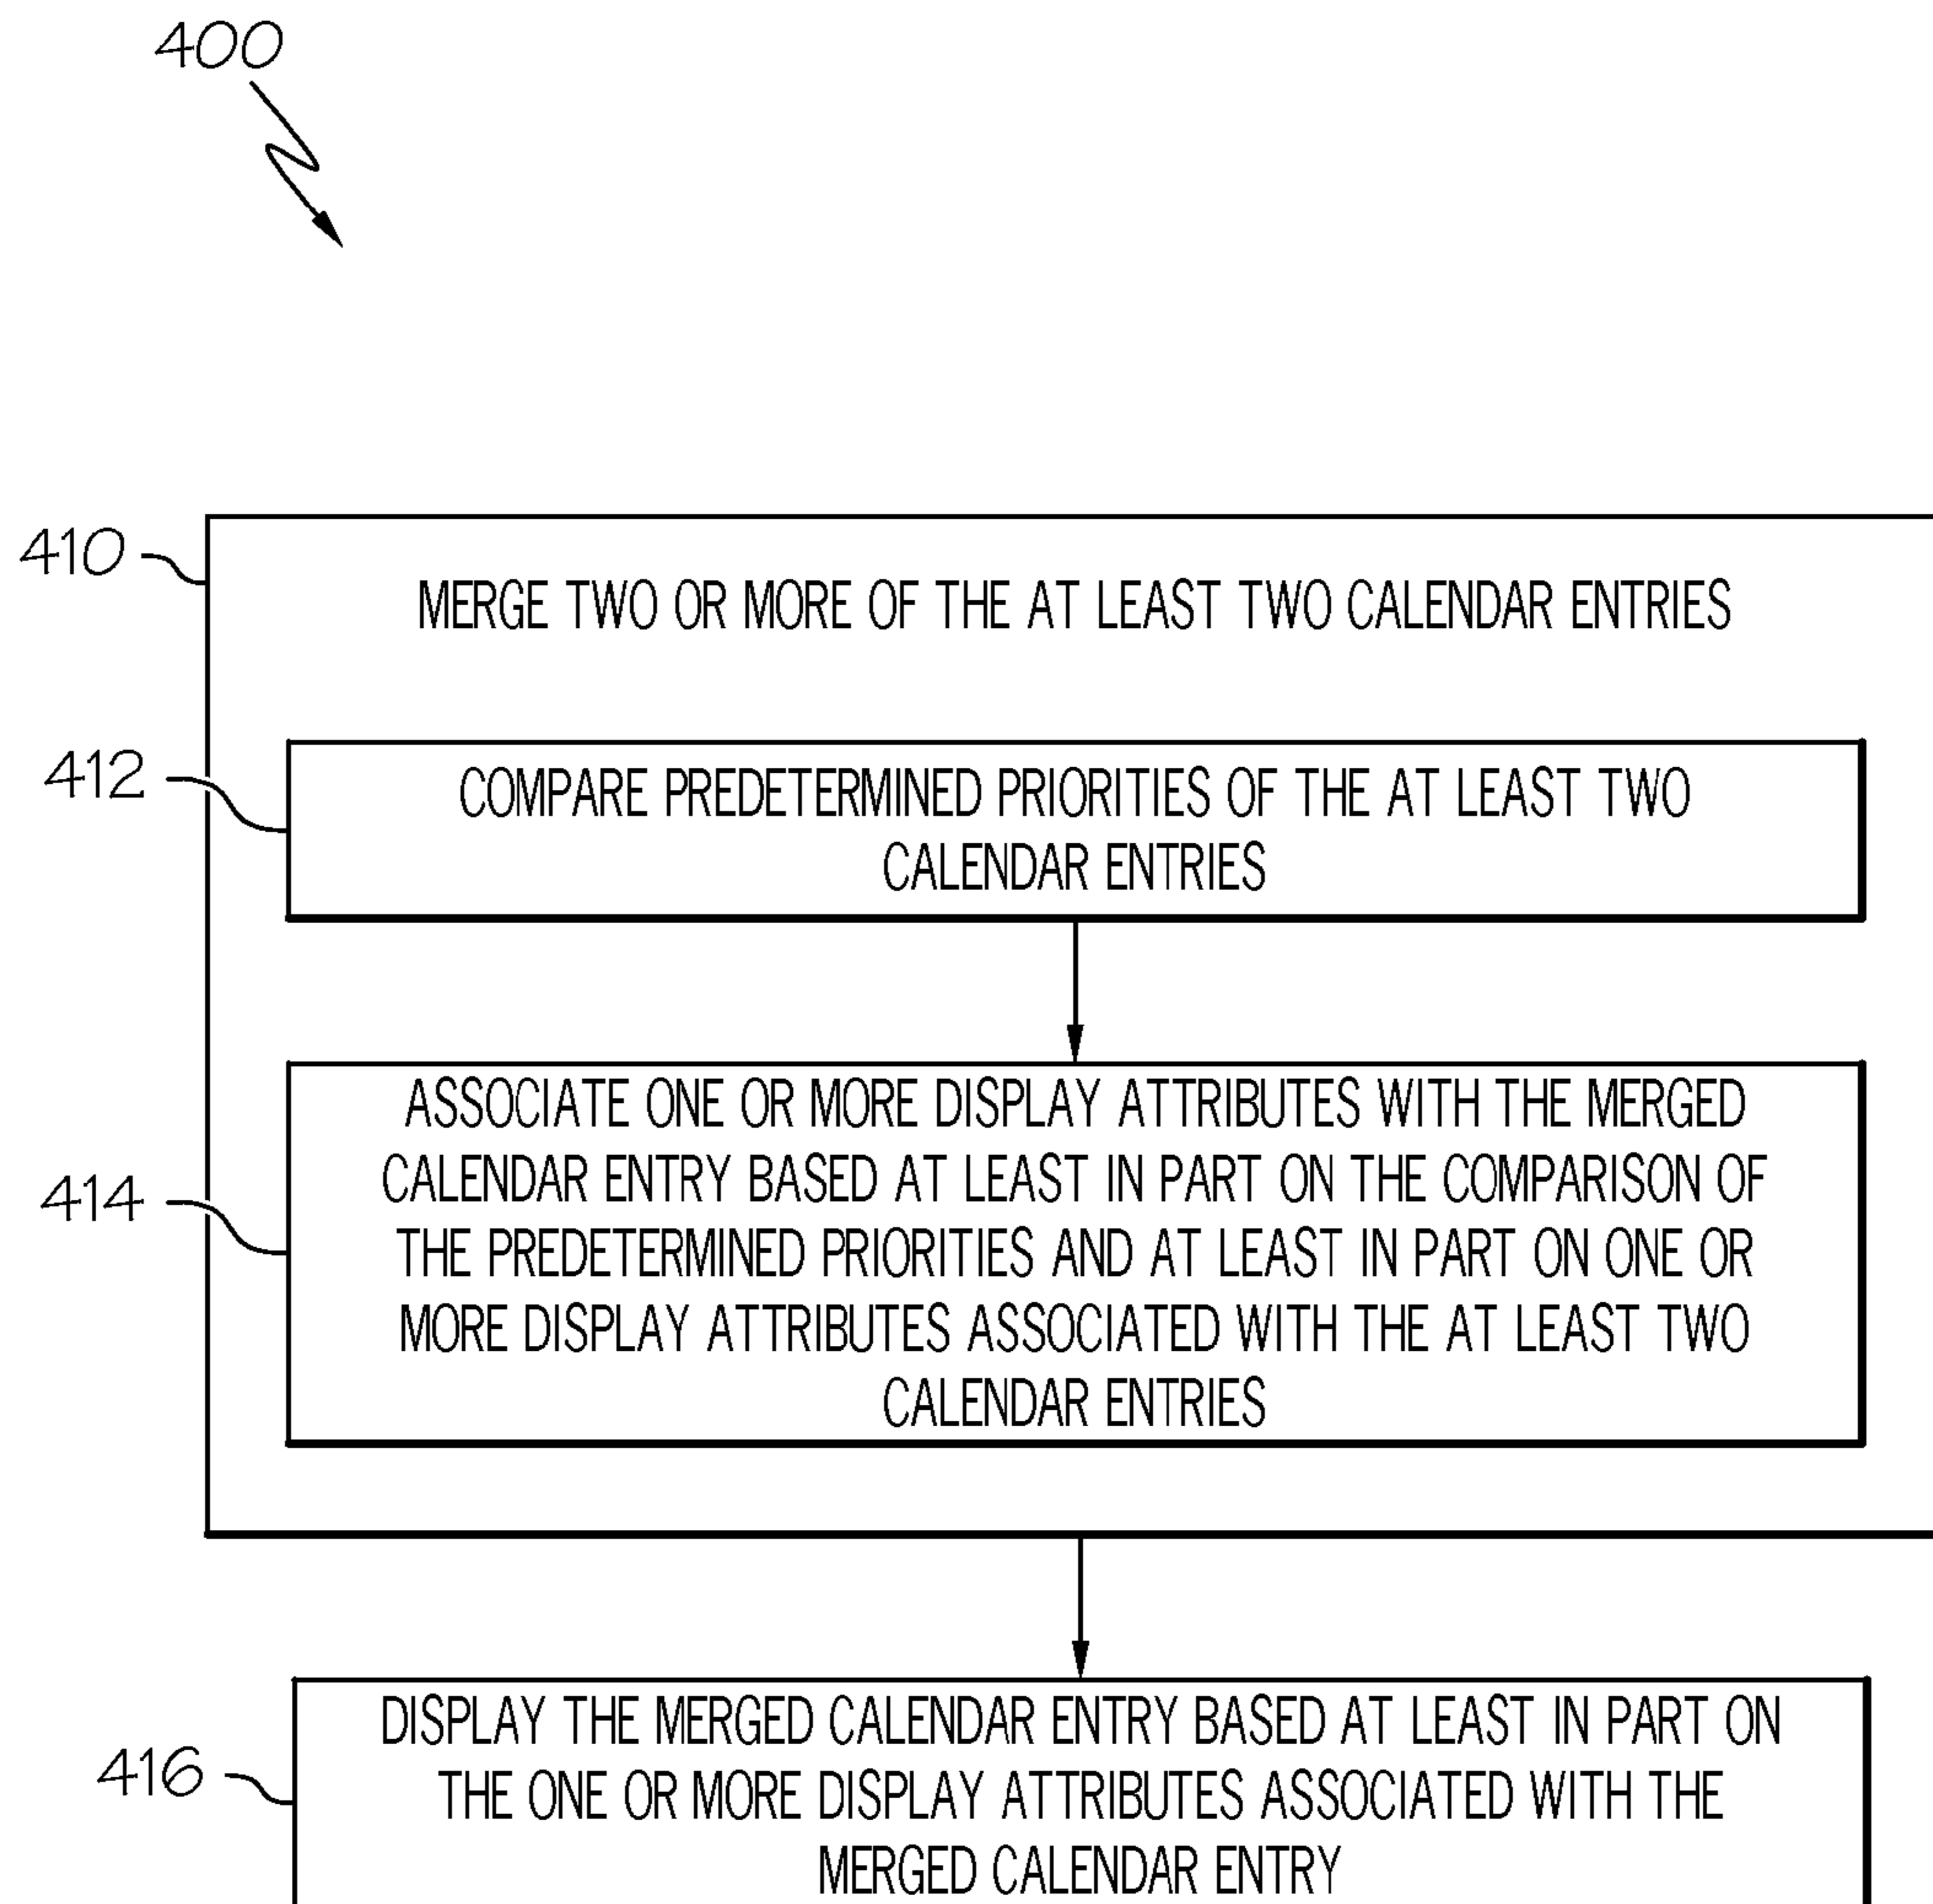 400
410
MERGE TWO OR MORE OF THE AT LEAST TWO CALENDAR ENTRIES
412
COMPARE PREDETERMINED PRIORITIES OF THE AT LEAST TWO
CALENDAR ENTRIES
414
ASSOCIATE ONE OR MORE DISPLAY ATTRIBUTES WITH THE MERGED
CALENDAR ENTRY BASED AT LEAST IN PART ON THE COMPARISON OF
THE PREDETERMINED PRIORITIES AND AT LEAST IN PART ON ONE OR
MORE DISPLAY ATTRIBUTES ASSOCIATED WITH THE AT LEAST TWO
CALENDAR ENTRIES
416
DISPLAY THE MERGED CALENDAR ENTRY BASED AT LEAST IN PART ON
THE ONE OR MORE DISPLAY ATTRIBUTES ASSOCIATED WITH THE
MERGED CALENDAR ENTRY